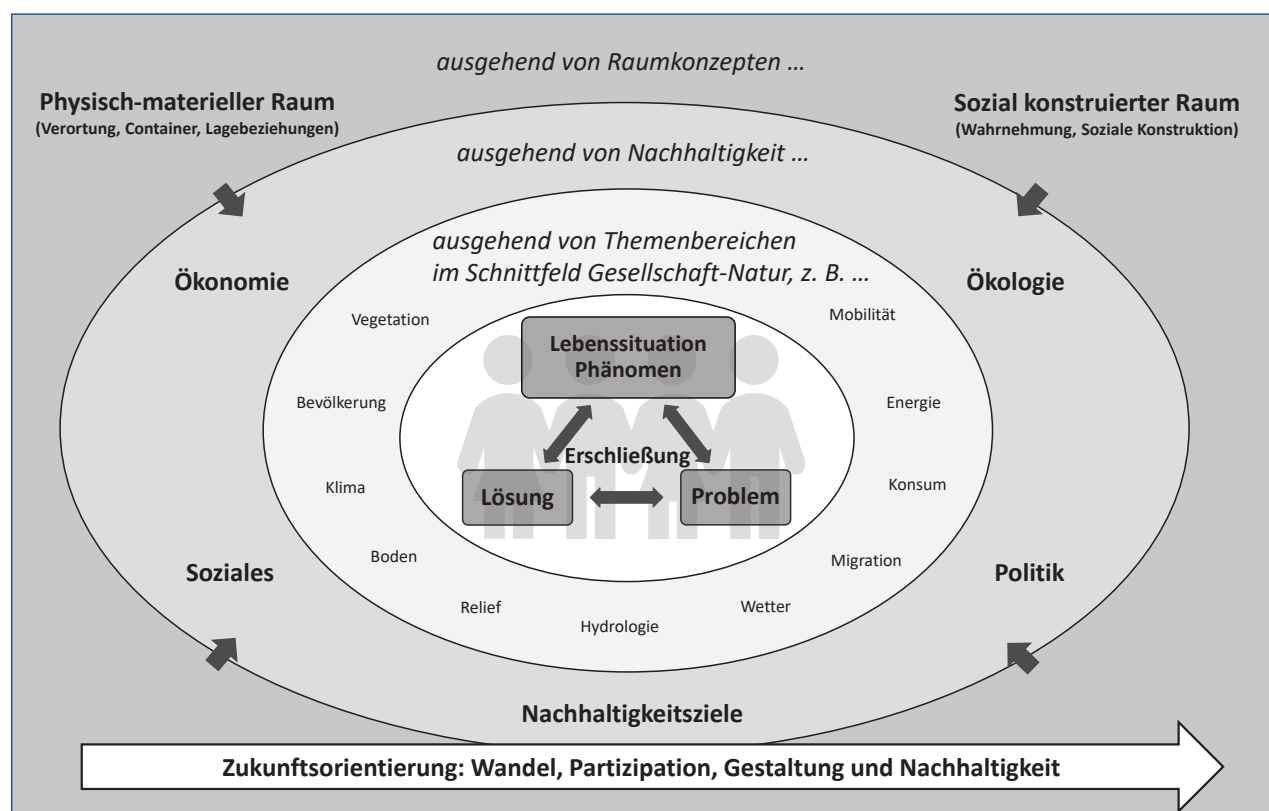 ausgehend von Raumkonzepten …
Physisch-materieller Raum
(Verortung, Container, Lagebeziehungen)
Sozial konstruierter Raum
(Wahrnehmung, Soziale Konstruktion)
ausgehend von Nachhaltigkeit …
ausgehend von Themenbereichen
im Schnittfeld Gesellschaft-Natur, z. B. …
Ökonomie
Ökologie
Vegetation
Mobilität
Lebenssituation
Phänomen
Bevölkerung
Energie
Erschließung
Klima
Lösung
Problem
Konsum
Boden
Migration
Soziales
Politik
Relief
Wetter
Hydrologie
Nachhaltigkeitsziele
Zukunftsorientierung: Wandel, Partizipation, Gestaltung und Nachhaltigkeit